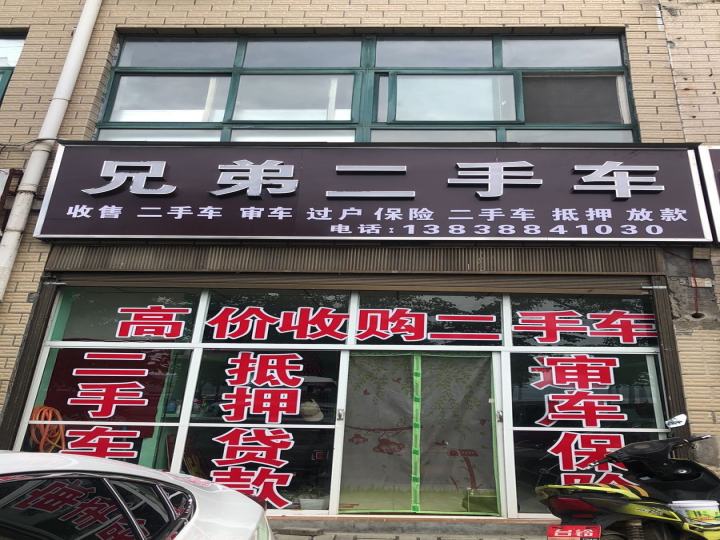 兄弟二手车
收售 二手车 审车 过户 保险 二手车 抵押 放款
电话:13838841030
高价收购二手车
二手车
抵押贷款
审车保险
台铃